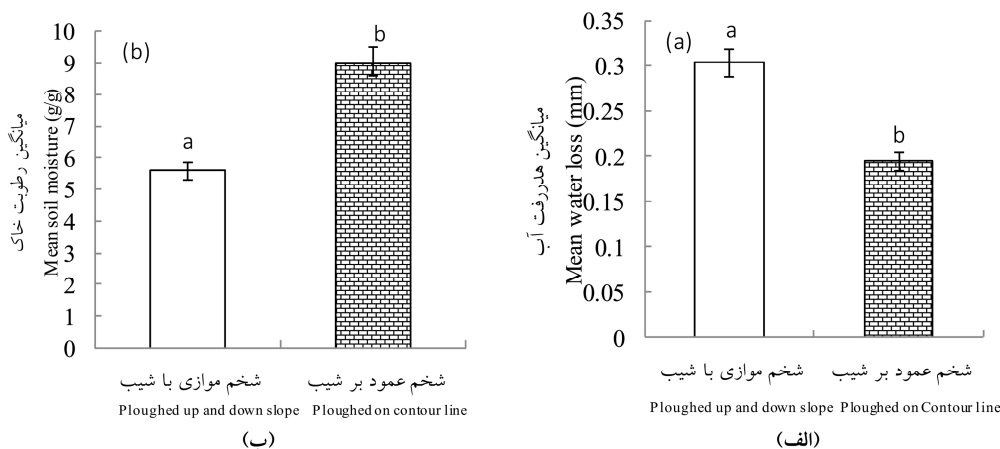 (b)
میانگین رطوبت خاک
Mean soil moisture (g/g)
10
9
8
7
6
5
4
3
2
1
0
a
b
شخم موازی با شیب
شخم عمود بر شیب
Ploughed up and down slope
Ploughed on contour line
(ب)
(a)
میانگین هدررفت آب
Mean water loss (mm)
0.35
0.3
0.25
0.2
0.15
0.1
0.05
0
a
b
شخم موازی با شیب
شخم عمود بر شیب
Ploughed up and down slope
Ploughed on Contour line
(الف)